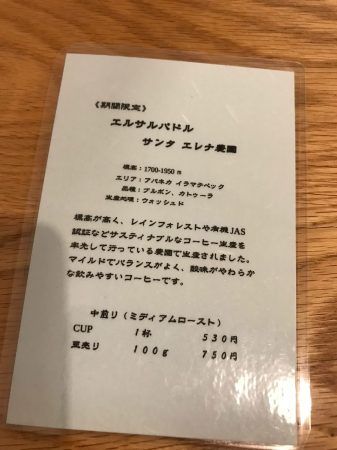 《期間限定》
エルサルバドル
サンタ エレナ農園
標高：1700-1950 m
エリア：アパネカ イラマテペック
品種：ブルボン、カトゥーラ
生産処理：ウォッシュド
標高が高く、レインフォレストや有機JAS
認証などサスティナブルなコーヒー生産を
率先して行っている農園で生産されました。
マイルドでバランスがよく、酸味がやわらか
な飲みやすいコーヒーです。
中煎り（ミディアムロースト）
CUP 1杯 530円
豆売り 100g 750円